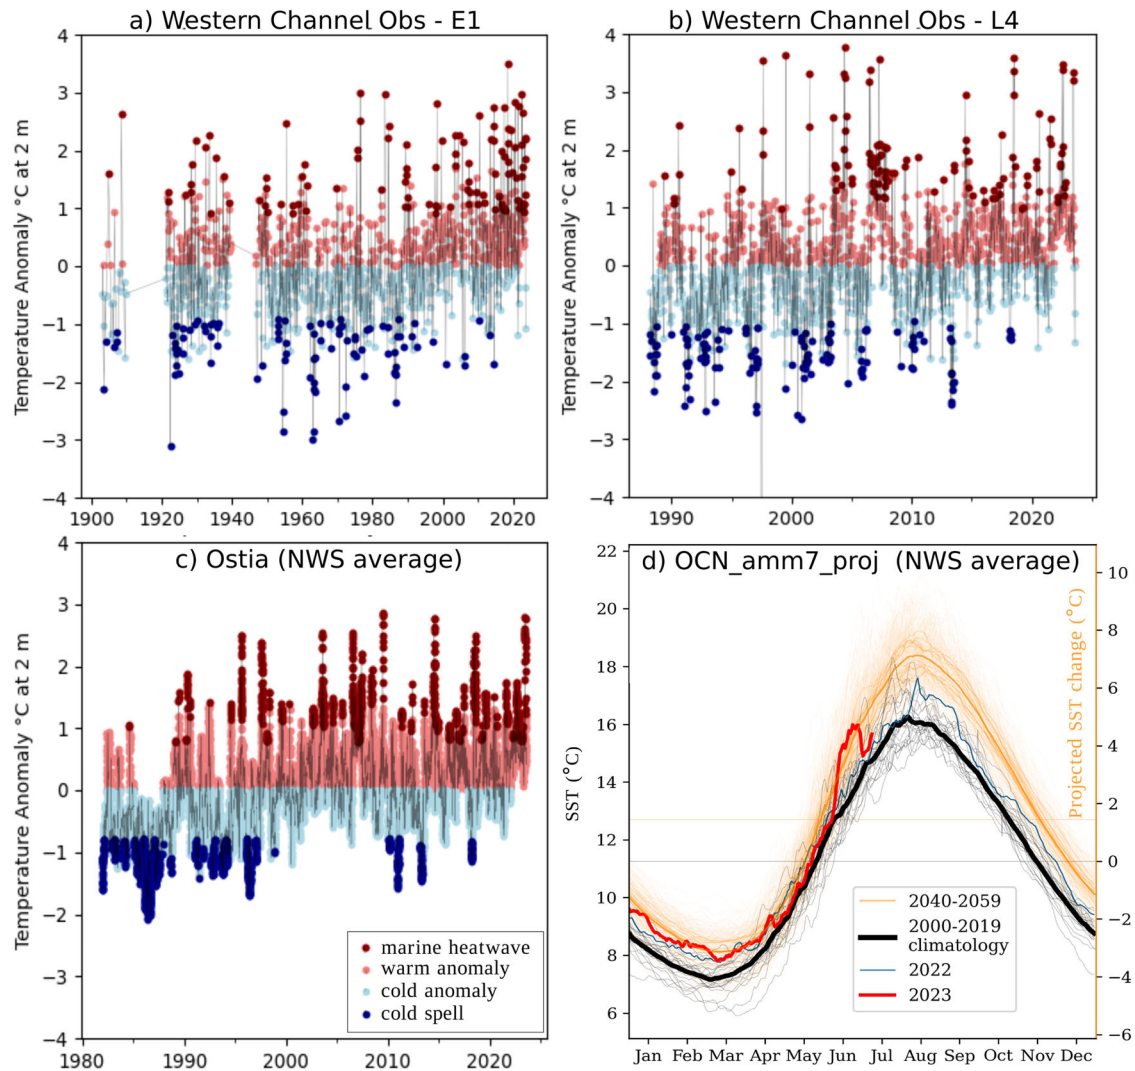 a) Western Channel Obs - E1
Temperature Anomaly °C at 2 m
4
3
2
1
0
−1
−2
−3
−4
1900 1920 1940 1960 1980 2000 2020
b) Western Channel Obs - L4
Temperature Anomaly °C at 2 m
4
3
2
1
0
−1
−2
−3
−4
1990 2000 2010 2020
c) Ostia (NWS average)
Temperature Anomaly °C at 2 m
4
3
2
1
0
−1
−2
−3
−4
1980 1990 2000 2010 2020
marine heatwave
warm anomaly
cold anomaly
cold spell
d) OCN_amm7_proj (NWS average)
SST (°C)
22
20
18
16
14
12
10
8
6
Projected SST change (°C)
10
8
6
4
2
0
−2
−4
−6
2040-2059
2000-2019
climatology
2022
2023
Jan Feb Mar Apr May Jun Jul Aug Sep Oct Nov Dec